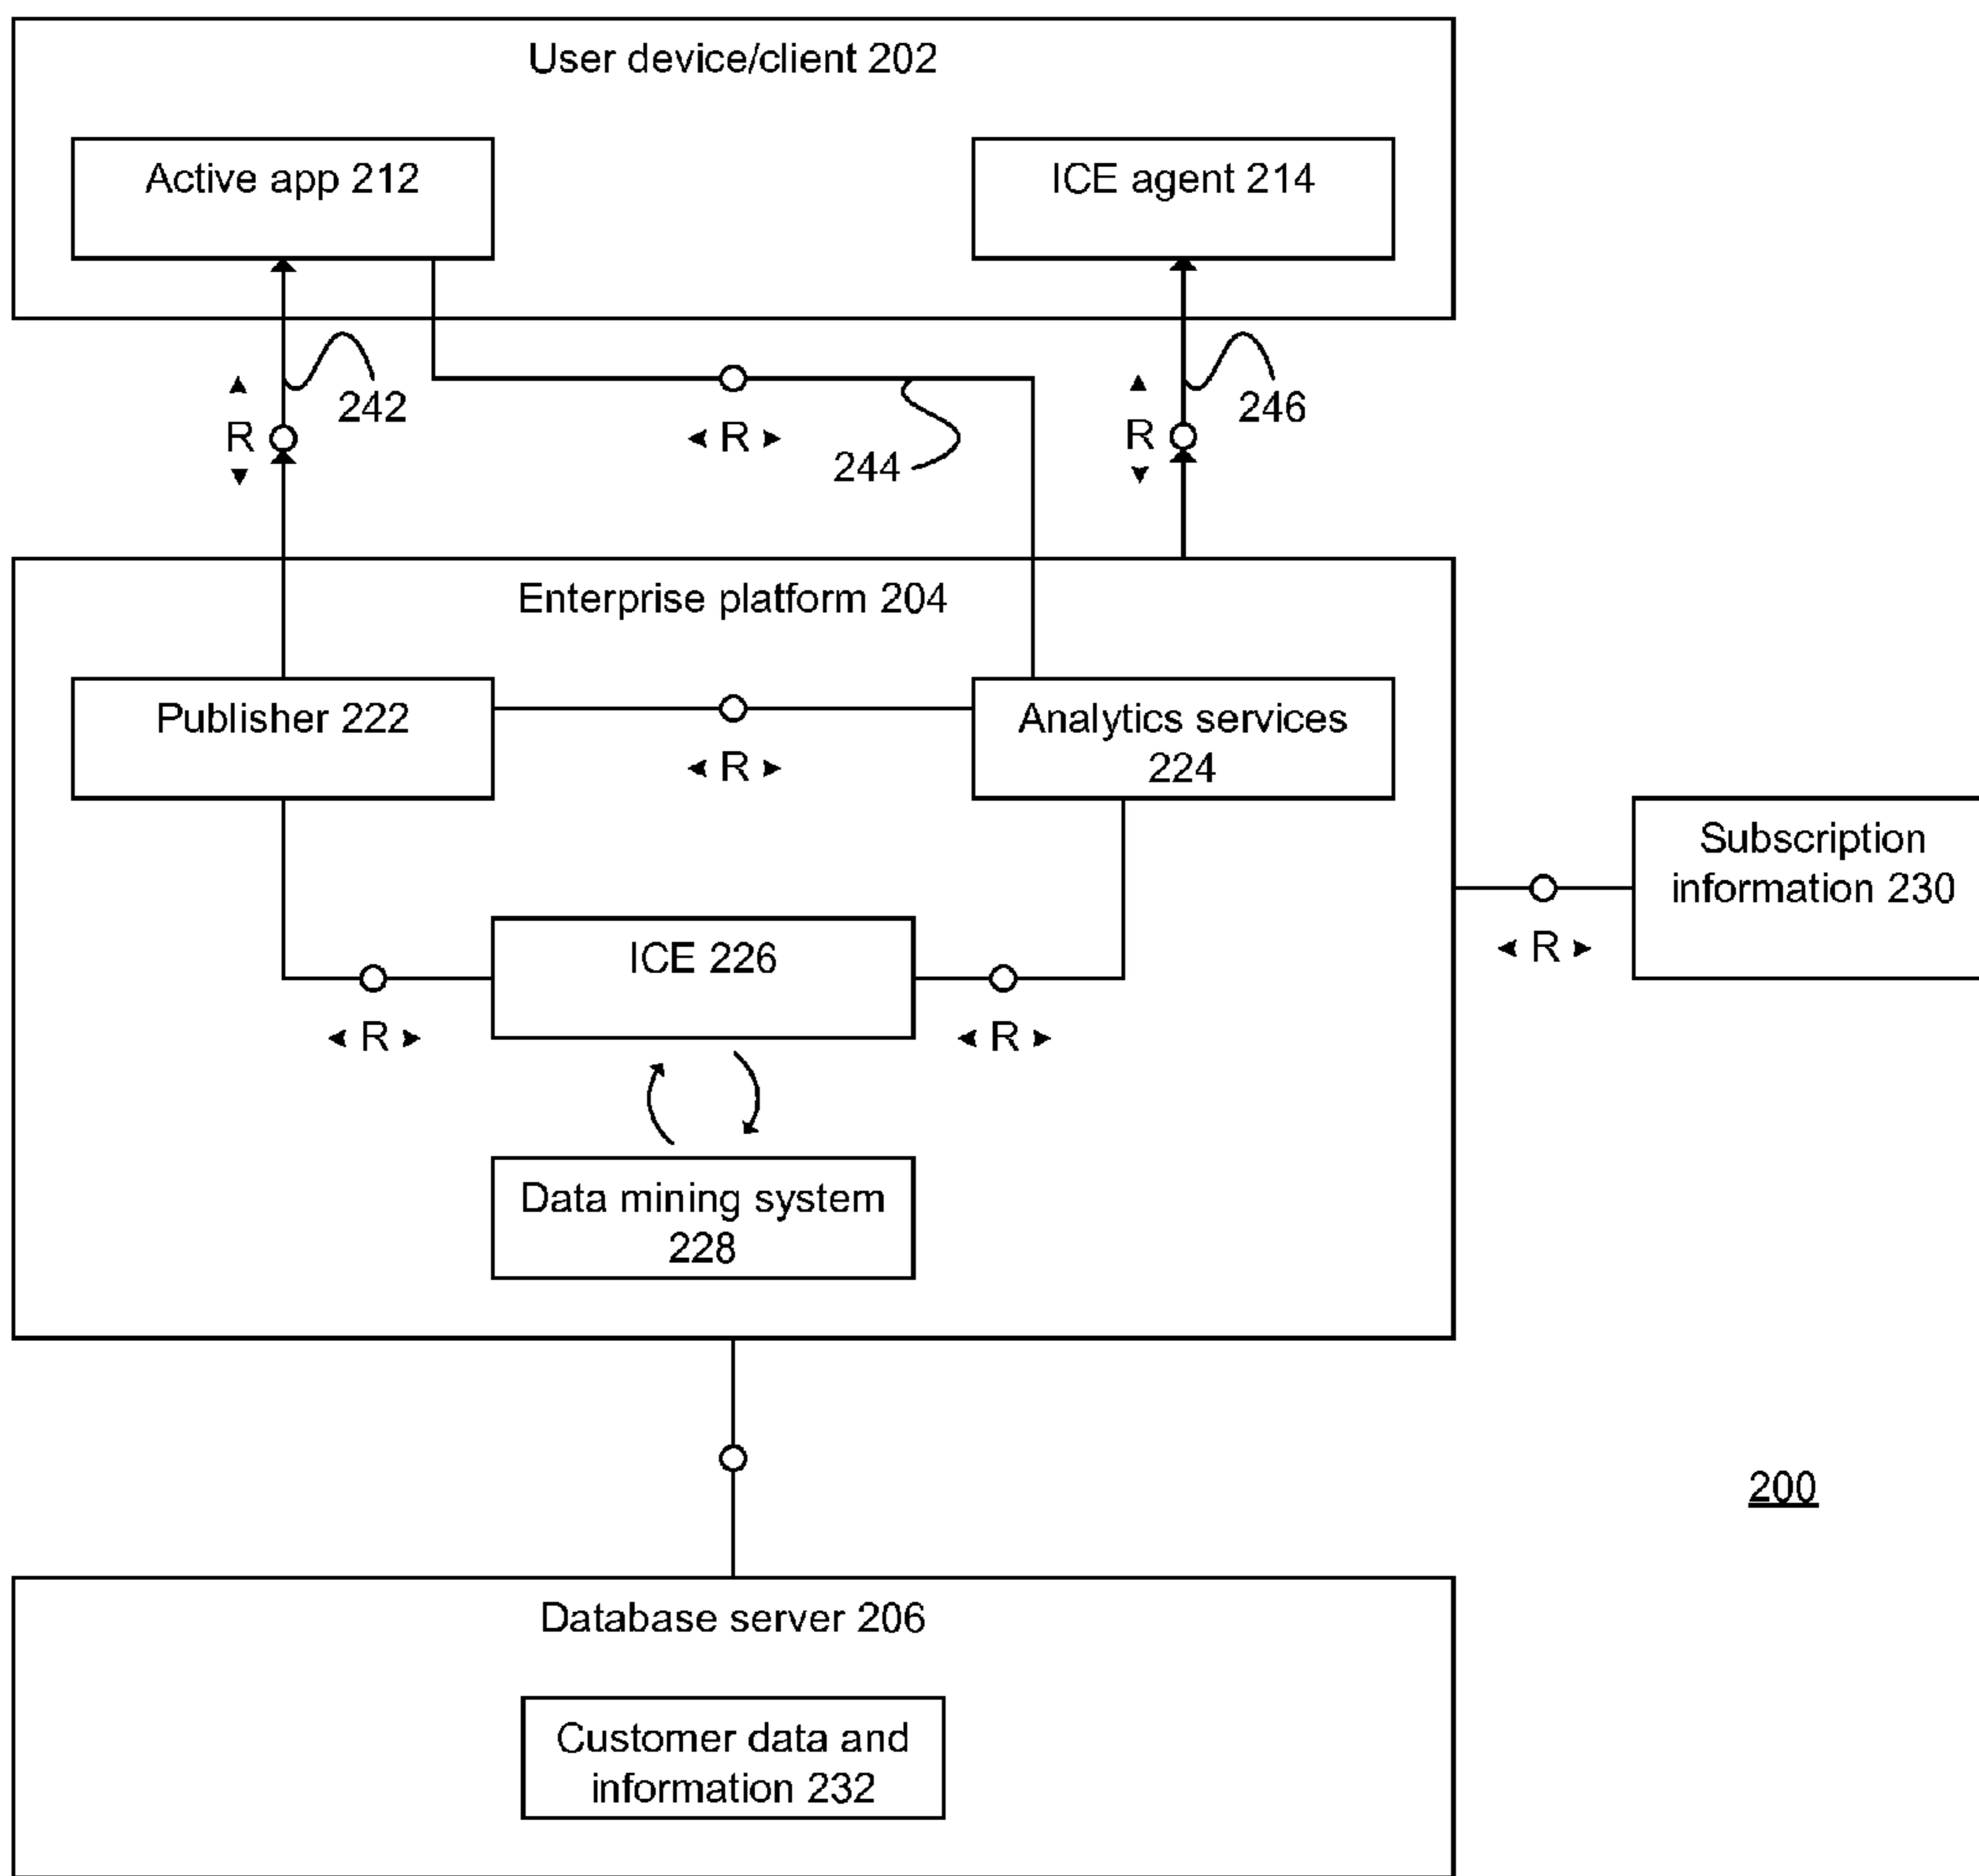 User device/client 202
Active app 212
ICE agent 214
242
246
R
R
R
244
Enterprise platform 204
Publisher 222
Analytics services
224
R
Subscription
information 230
R
ICE 226
R
R
Data mining system
228
200
Database server 206
Customer data and
information 232